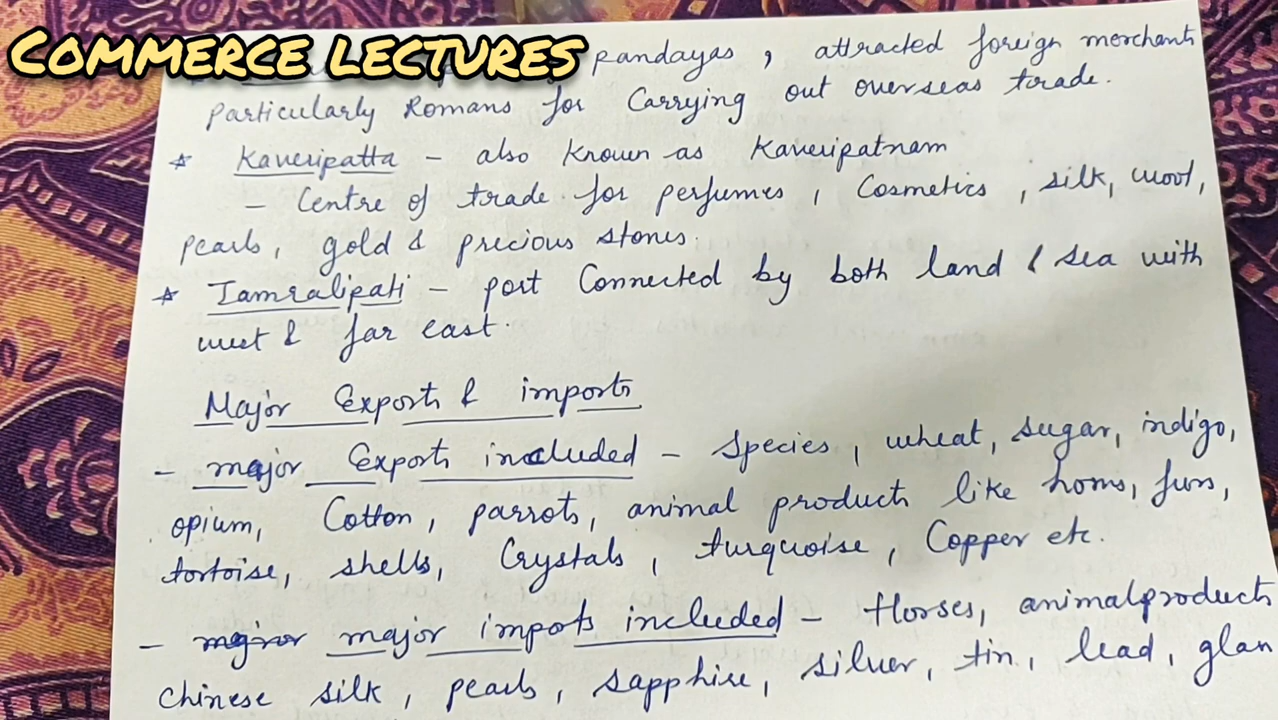 COMMERCE LECTURES
pandayas, attracted foreign merchants
particularly Romans for Carrying out overseas trade.
* Kaveripatta - also known as Kaveripatnam
- Centre of trade for perfumes, Cosmetics, silk, wool,
pearls, gold & precious stones.
* Tamralipati - port Connected by both land & sea with
west & far east.
Major Exports & imports
- major Exports included - Species, wheat, sugar, indigo,
opium, Cotton, parrots, animal products like horns, furs,
tortoise, shells, Crystals, turquoise, Copper etc.
- major imports included - Horses, animal products
Chinese silk, pearls, sapphire, silver, tin, lead, glass